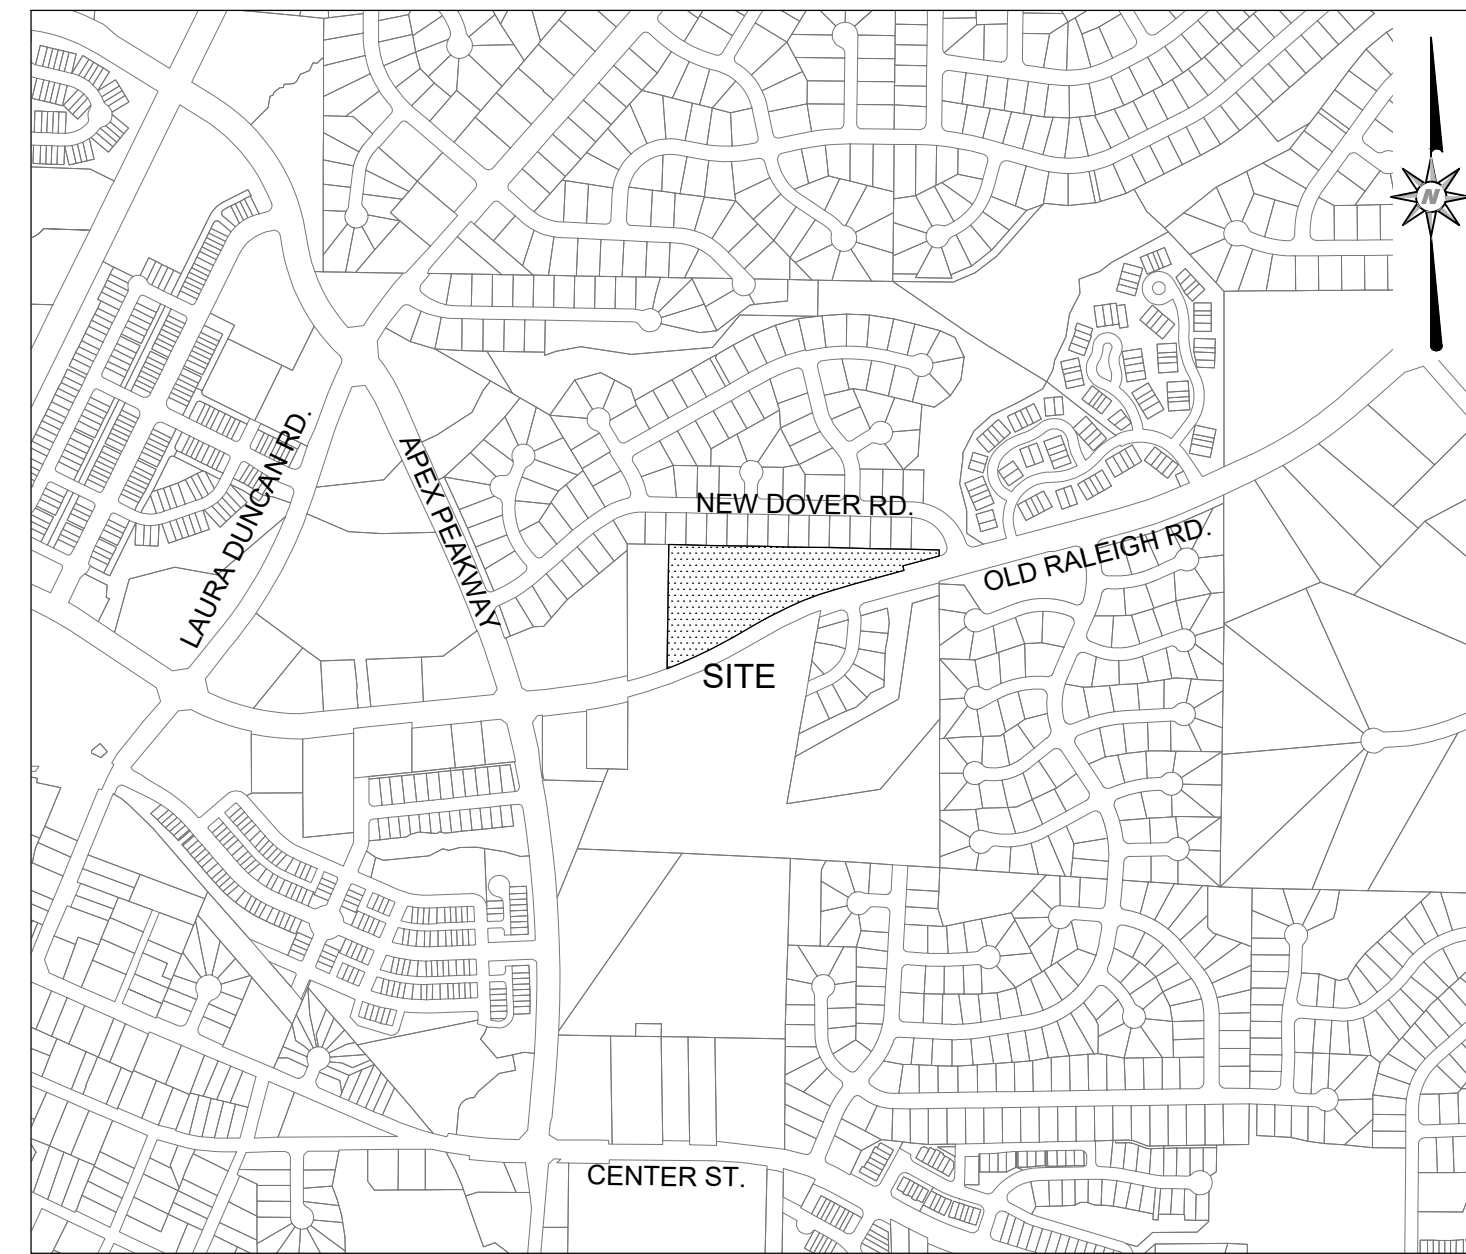 N
LAURA DUNCAN RD.
APEX PEAKWAY
NEW DOVER RD.
OLD RALEIGH RD.
SITE
CENTER ST.